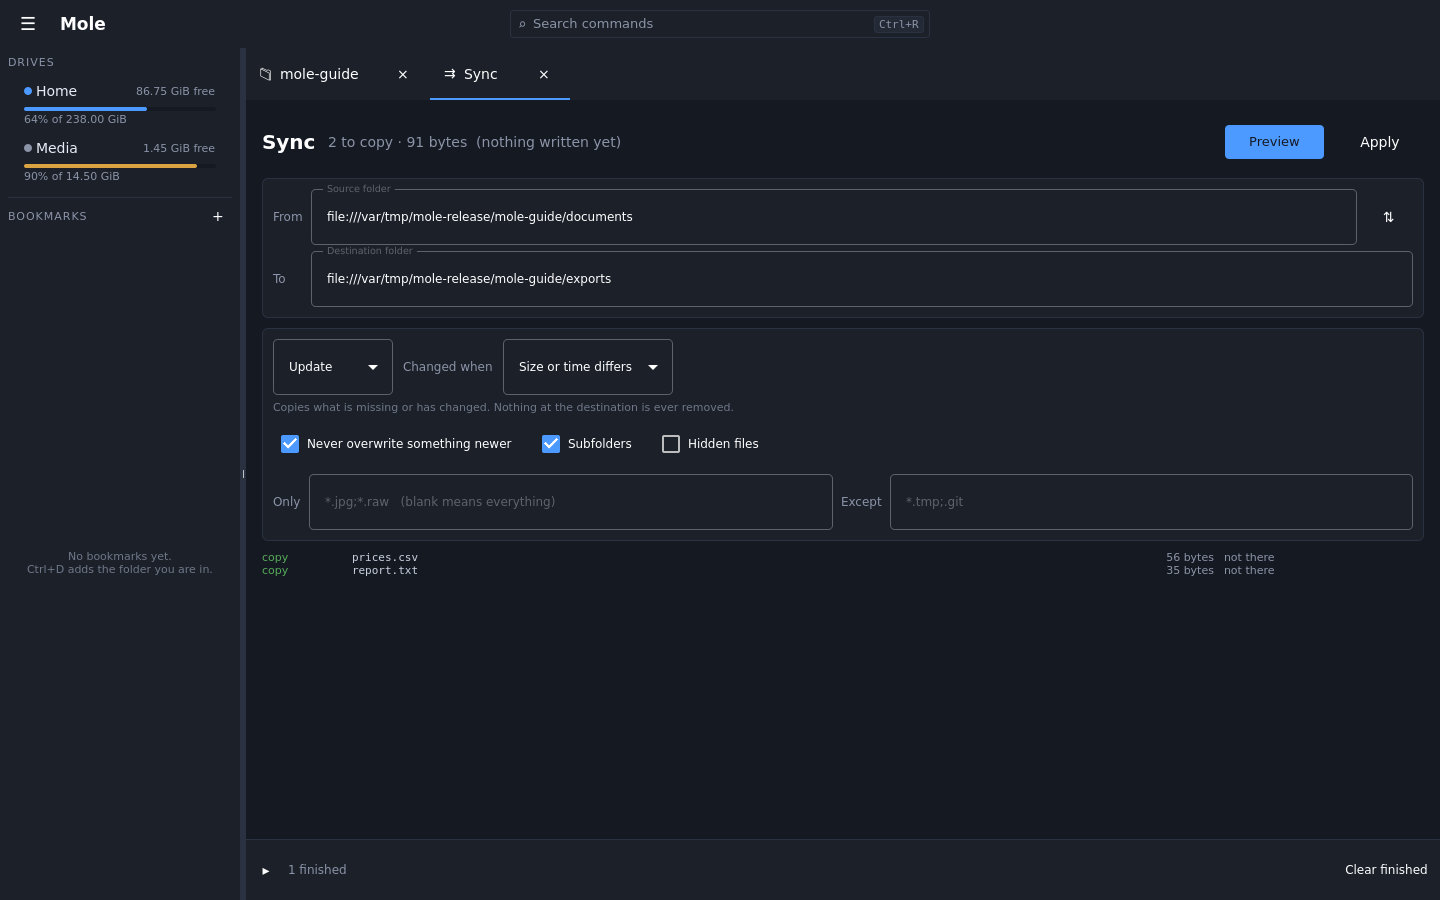 Mole
Search commands
Ctrl+R
DRIVES
Home 86.75 GiB free
64% of 238.00 GiB
Media 1.45 GiB free
90% of 14.50 GiB
BOOKMARKS +
No bookmarks yet.
Ctrl+D adds the folder you are in.
mole-guide
Sync
Sync 2 to copy · 91 bytes (nothing written yet)
Preview
Apply
Source folder
From file:///var/tmp/mole-release/mole-guide/documents
Destination folder
To file:///var/tmp/mole-release/mole-guide/exports
Update Changed when Size or time differs
Copies what is missing or has changed. Nothing at the destination is ever removed.
Never overwrite something newer Subfolders Hidden files
Only *.jpg;*.raw (blank means everything) Except *.tmp;.git
copy prices.csv 56 bytes not there
copy report.txt 35 bytes not there
1 finished Clear finished